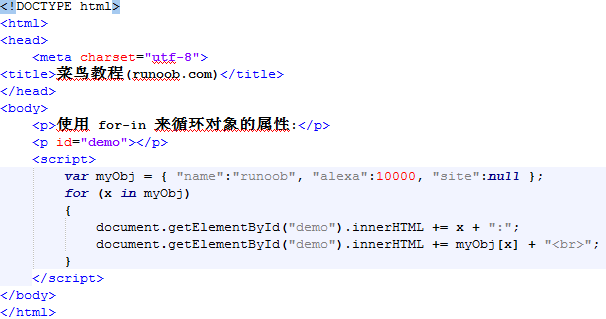 <!DOCTYPE html>
<html>
<head>
    <meta charset="utf-8">
<title>菜鸟教程(runoob.com)</title>
</head>
<body>
    <p>使用 for-in 来循环对象的属性:</p>
    <p id="demo"></p>
    <script>
        var myObj = { "name":"runoob", "alexa":10000, "site":null };
        for (x in myObj)
        {
            document.getElementById("demo").innerHTML += x + ":";
            document.getElementById("demo").innerHTML += myObj[x] + "<br>";
        }
    </script>
</body>
</html>